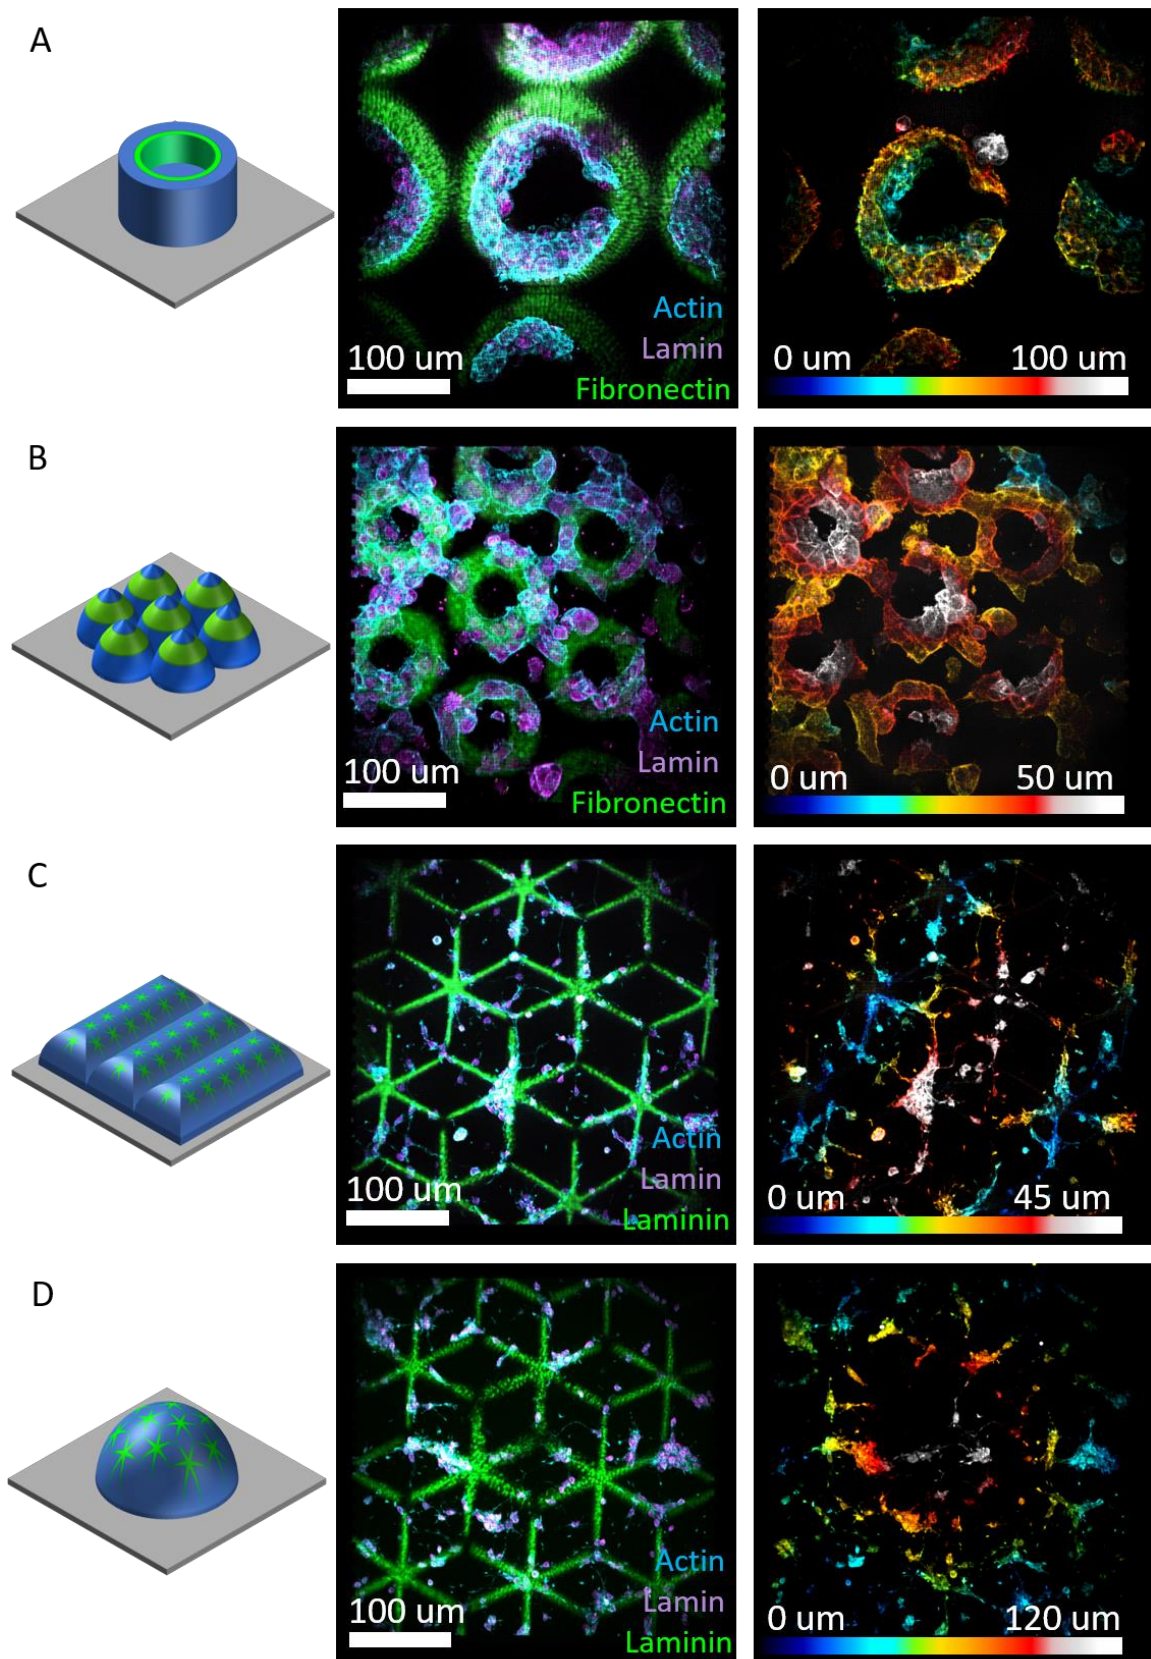 A
Actin
Lamin
100 um
Fibronectin
0 um 100 um
B
Actin
Lamin
100 um
Fibronectin
0 um 50 um
C
Actin
Lamin
100 um
Laminin
0 um 45 um
D
Actin
Lamin
100 um
Laminin
0 um 120 um